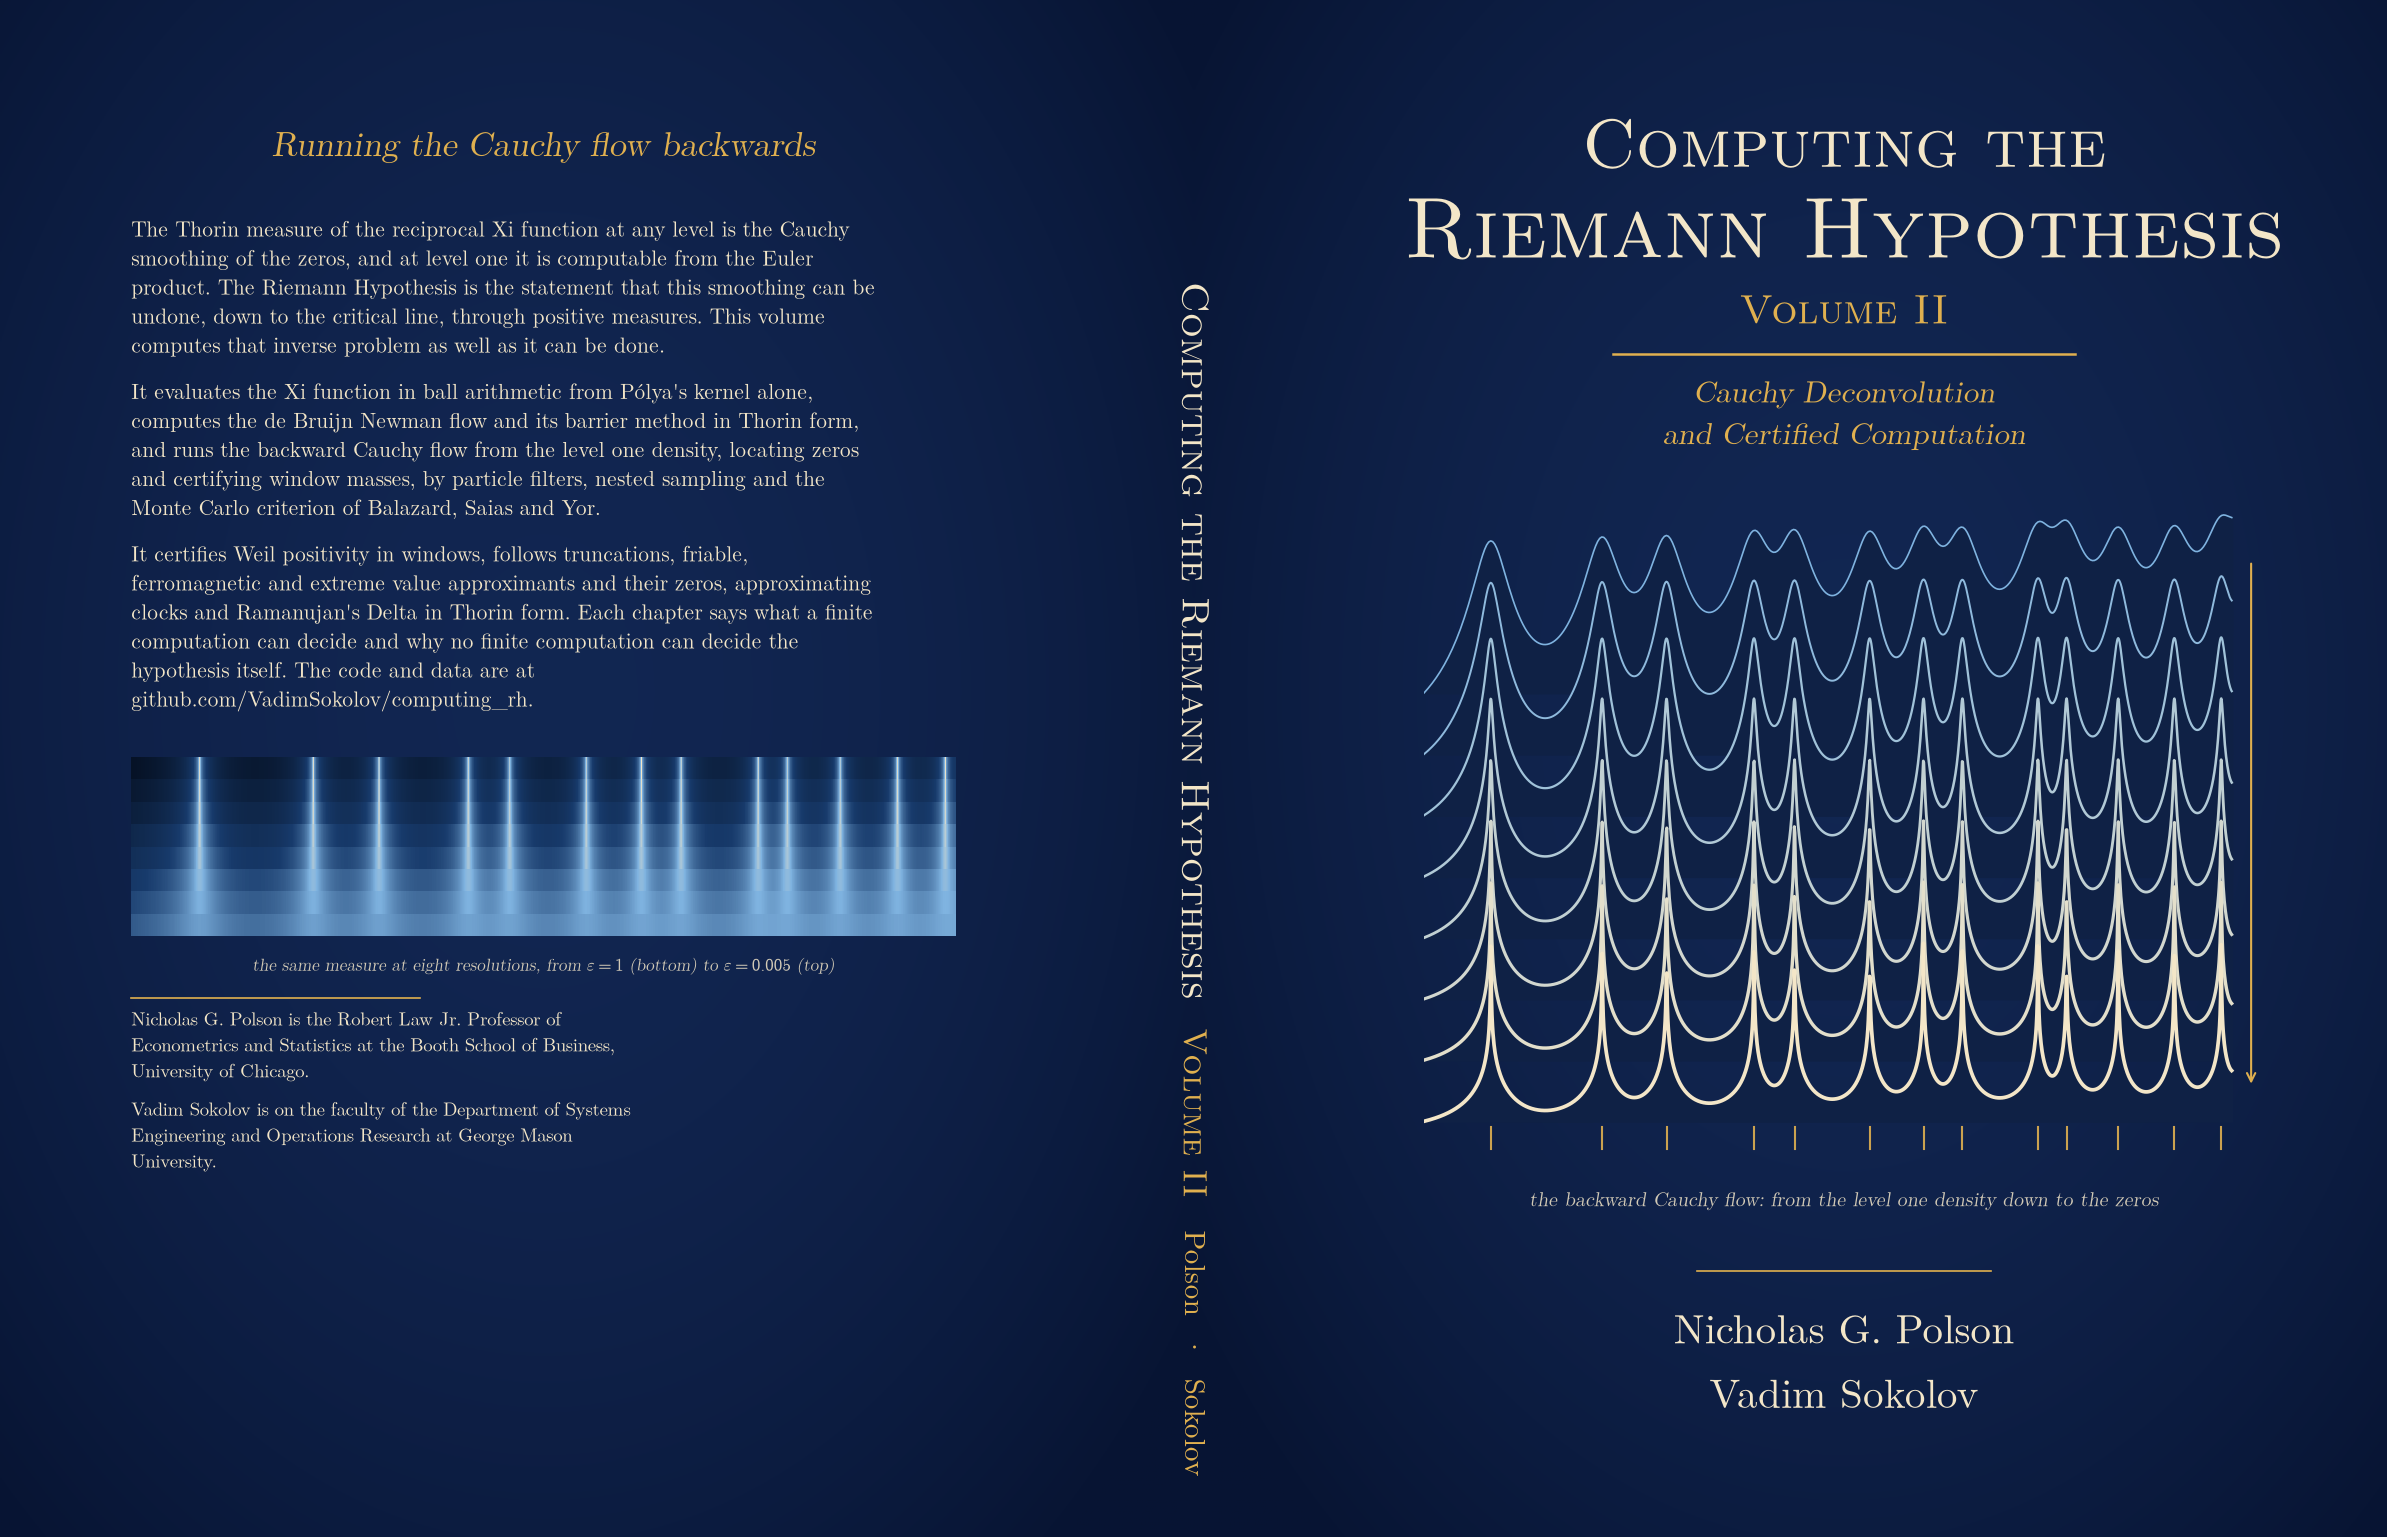 Running the Cauchy flow backwards
The Thorin measure of the reciprocal Xi function at any level is the Cauchy
smoothing of the zeros, and at level one it is computable from the Euler
product. The Riemann Hypothesis is the statement that this smoothing can be
undone, down to the critical line, through positive measures. This volume
computes that inverse problem as well as it can be done.
It evaluates the Xi function in ball arithmetic from Pólya's kernel alone,
computes the de Bruijn Newman flow and its barrier method in Thorin form,
and runs the backward Cauchy flow from the level one density, locating zeros
and certifying window masses, by particle filters, nested sampling and the
Monte Carlo criterion of Balazard, Saias and Yor.
It certifies Weil positivity in windows, follows truncations, friable,
ferromagnetic and extreme value approximants and their zeros, approximating
clocks and Ramanujan's Delta in Thorin form. Each chapter says what a finite
computation can decide and why no finite computation can decide the
hypothesis itself. The code and data are at
github.com/VadimSokolov/computing_rh.
the same measure at eight resolutions, from ε = 1 (bottom) to ε = 0.005 (top)
Nicholas G. Polson is the Robert Law Jr. Professor of
Econometrics and Statistics at the Booth School of Business,
University of Chicago.
Vadim Sokolov is on the faculty of the Department of Systems
Engineering and Operations Research at George Mason
University.
Computing the Riemann Hypothesis Volume II Polson · Sokolov
Computing the
Riemann Hypothesis
Volume II
Cauchy Deconvolution
and Certified Computation
the backward Cauchy flow: from the level one density down to the zeros
Nicholas G. Polson
Vadim Sokolov